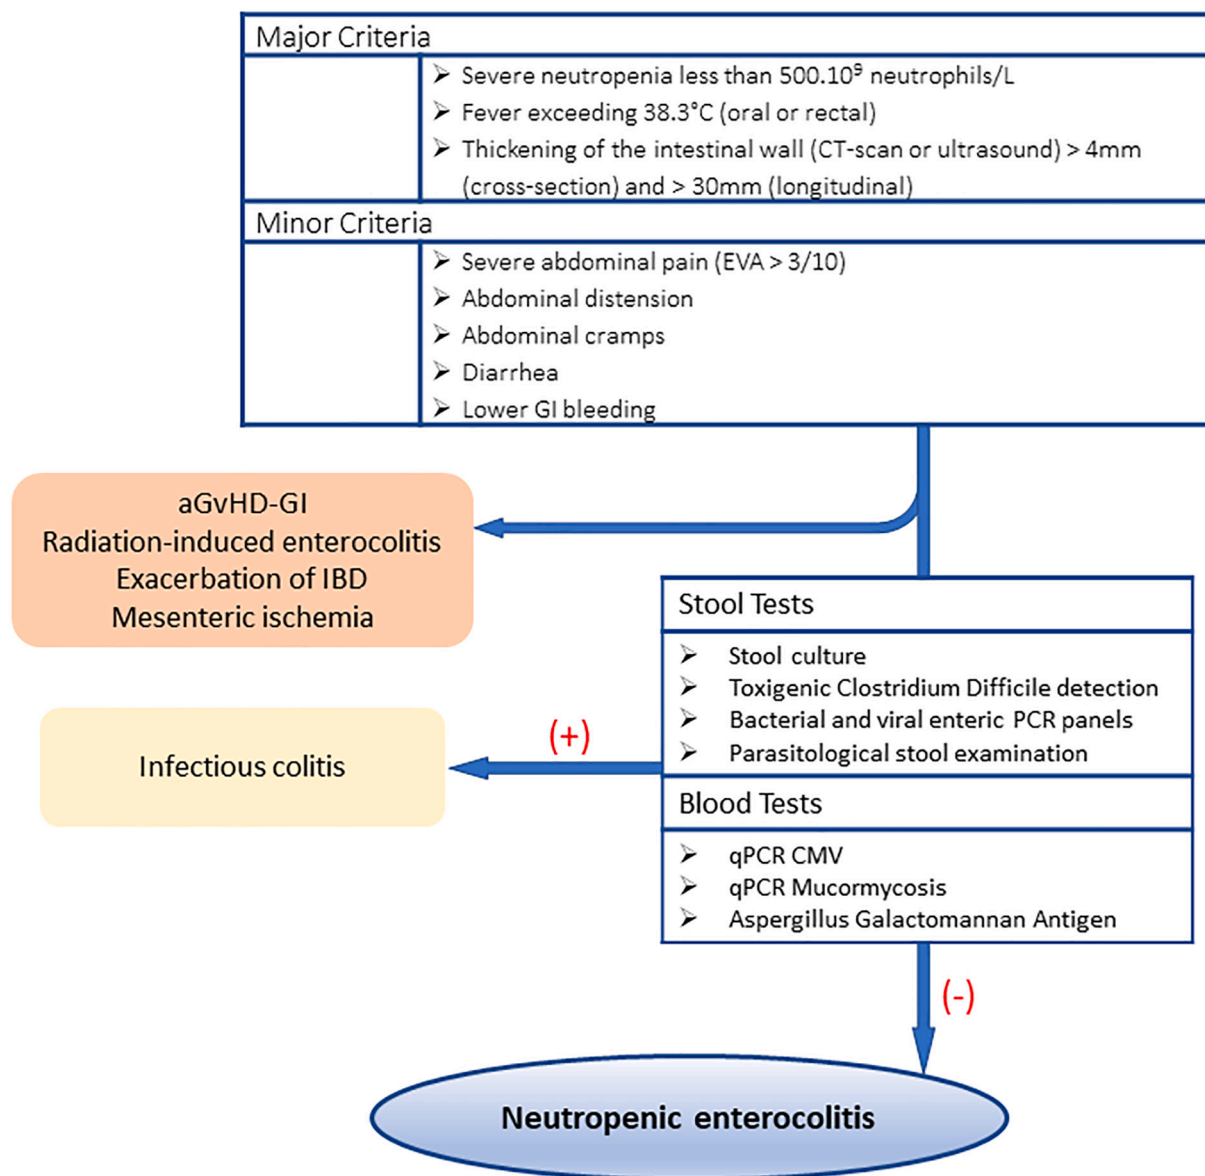 Major Criteria
➢ Severe neutropenia less than 500.10⁹ neutrophils/L
➢ Fever exceeding 38.3°C (oral or rectal)
➢ Thickening of the intestinal wall (CT-scan or ultrasound) > 4mm
(cross-section) and > 30mm (longitudinal)
Minor Criteria
➢ Severe abdominal pain (EVA > 3/10)
➢ Abdominal distension
➢ Abdominal cramps
➢ Diarrhea
➢ Lower GI bleeding
aGvHD-GI
Radiation-induced enterocolitis
Exacerbation of IBD
Mesenteric ischemia
Stool Tests
➢ Stool culture
➢ Toxigenic Clostridium Difficile detection
➢ Bacterial and viral enteric PCR panels
➢ Parasitological stool examination
(+)
Infectious colitis
Blood Tests
➢ qPCR CMV
➢ qPCR Mucormycosis
➢ Aspergillus Galactomannan Antigen
(-)
Neutropenic enterocolitis